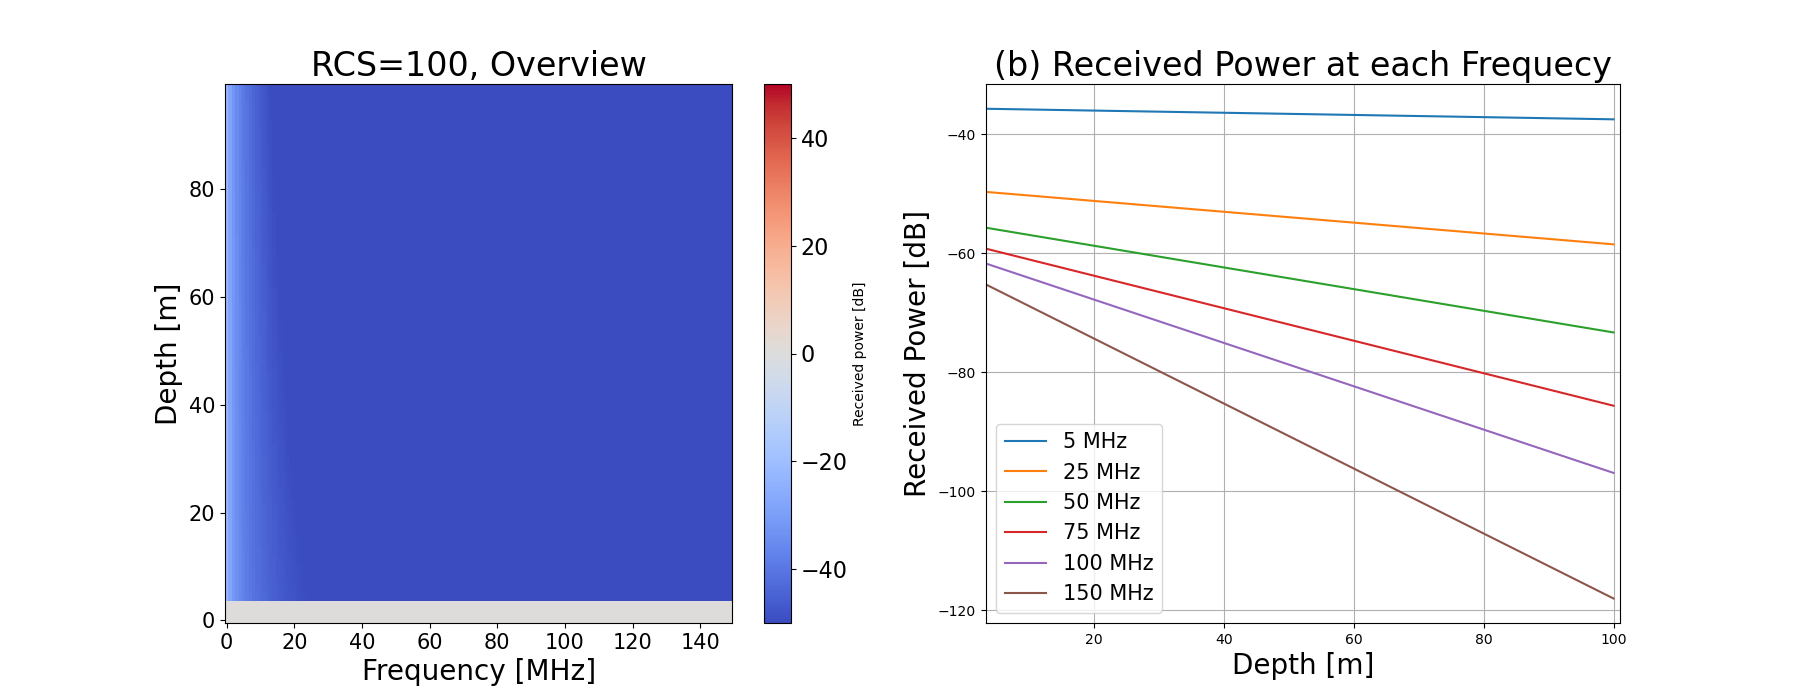 RCS=100, Overview
Depth [m]
80
60
40
20
0
0 20 40 60 80 100 120 140
Frequency [MHz]
40
20
0
−20
−40
Received power [dB]
(b) Received Power at each Frequecy
Received Power [dB]
−40
−60
−80
−100
−120
5 MHz
25 MHz
50 MHz
75 MHz
100 MHz
150 MHz
20 40 60 80 100
Depth [m]